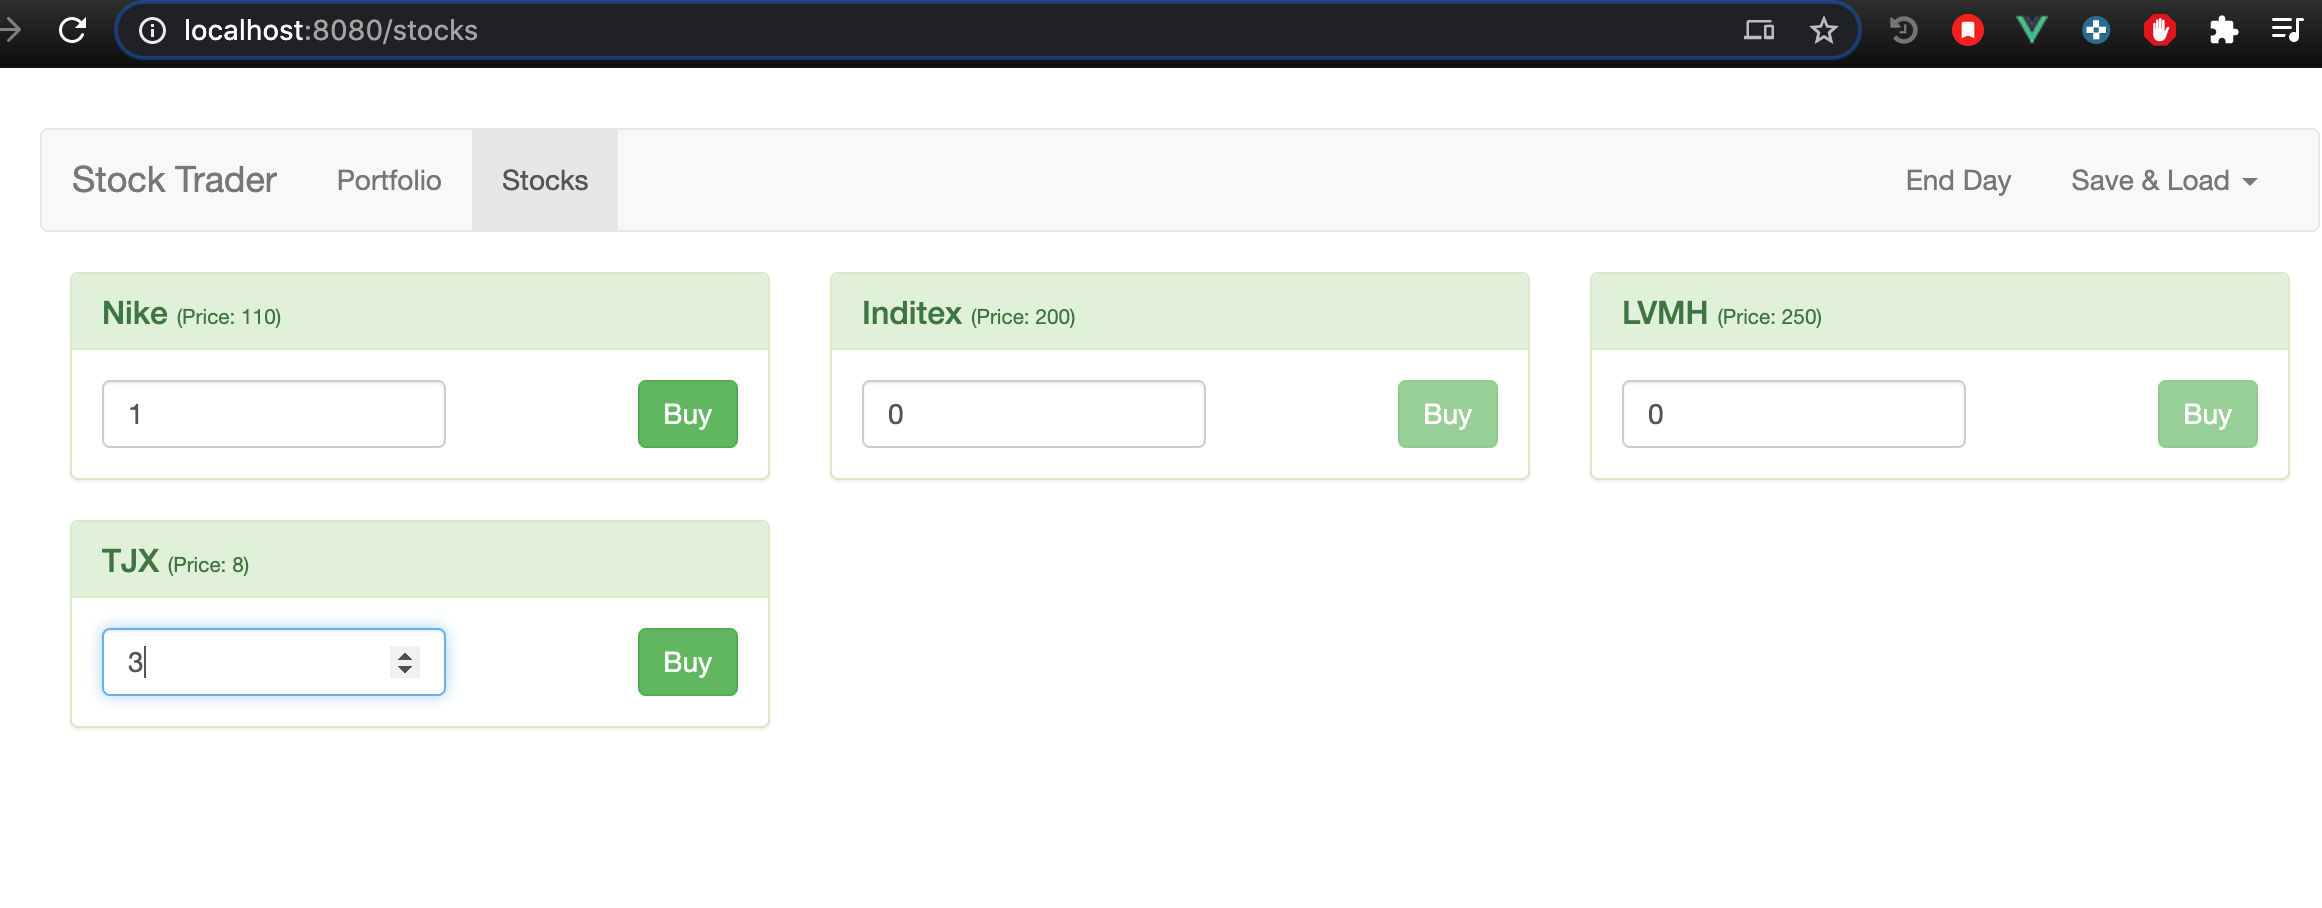 localhost:8080/stocks
Stock Trader Portfolio Stocks End Day Save & Load
Nike (Price: 110) Inditex (Price: 200) LVMH (Price: 250)
1 Buy 0 Buy 0 Buy
TJX (Price: 8)
3 Buy